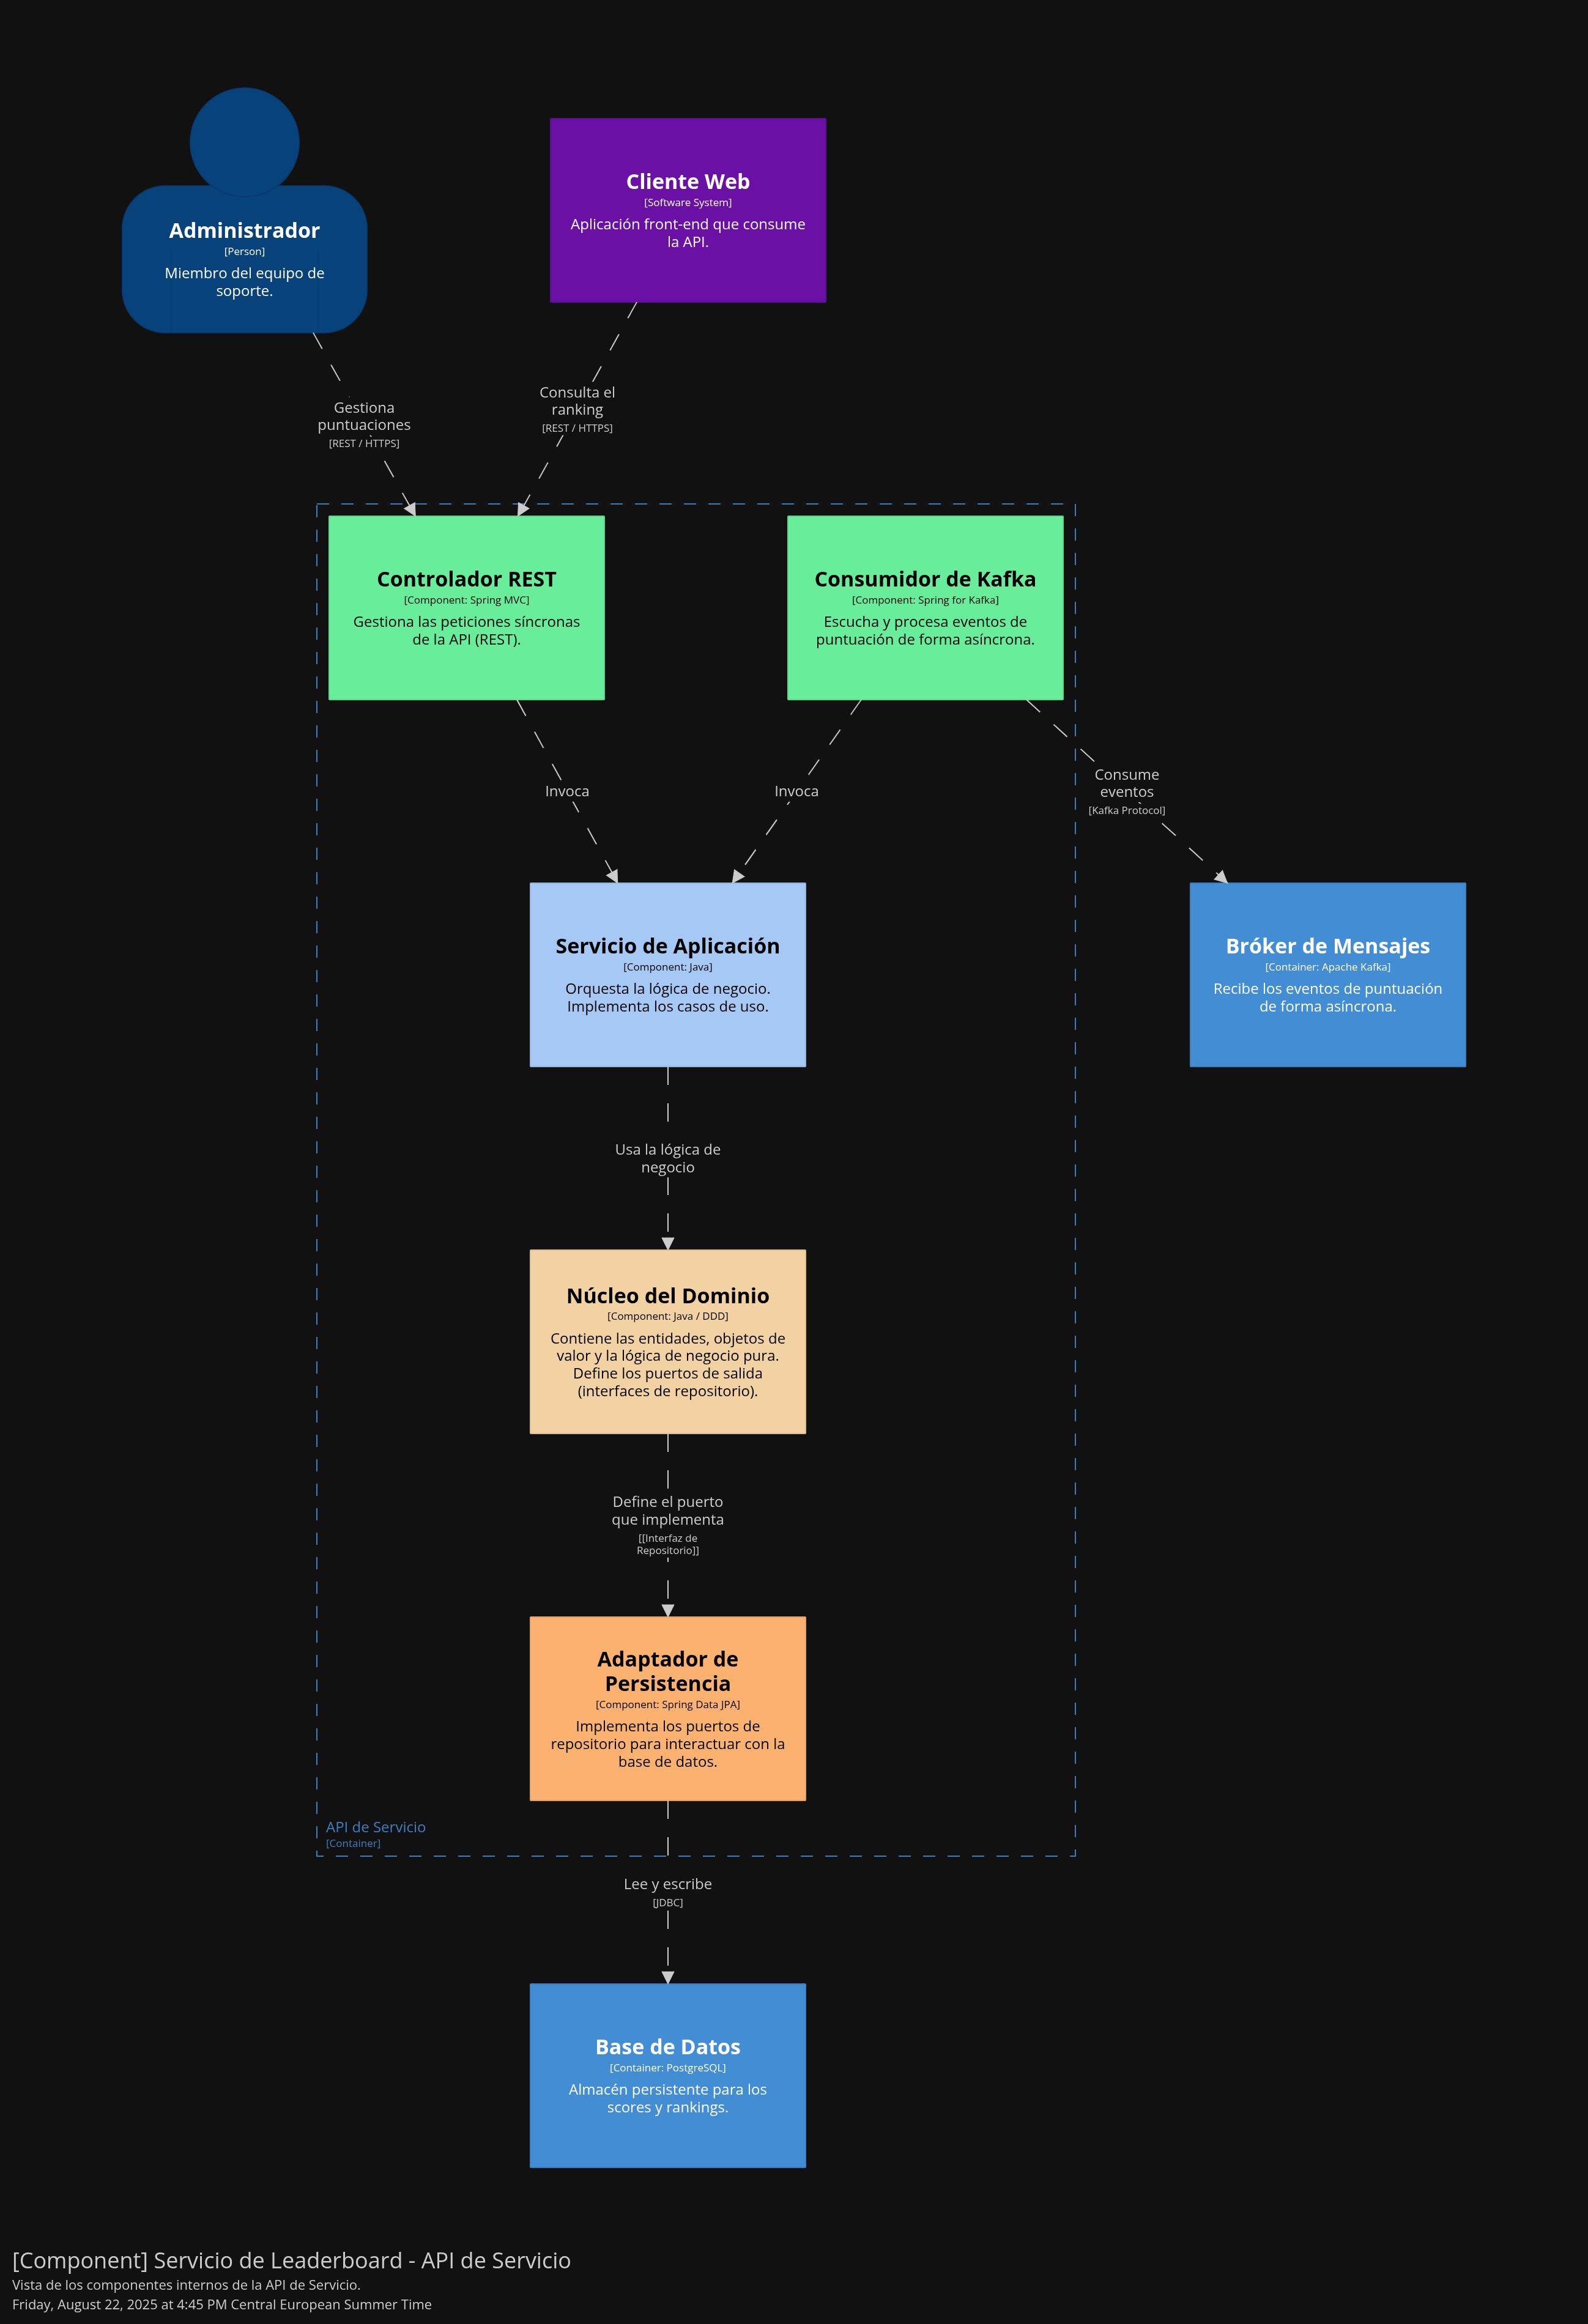 Administrador
[Person]
Miembro del equipo de
soporte.
Cliente Web
[Software System]
Aplicación front-end que consume
la API.
Gestiona
puntuaciones
[REST / HTTPS]
Consulta el
ranking
[REST / HTTPS]
Controlador REST
[Component: Spring MVC]
Gestiona las peticiones síncronas
de la API (REST).
Consumidor de Kafka
[Component: Spring for Kafka]
Escucha y procesa eventos de
puntuación de forma asíncrona.
Invoca
Invoca
Consume
eventos
[Kafka Protocol]
Servicio de Aplicación
[Component: Java]
Orquesta la lógica de negocio.
Implementa los casos de uso.
Bróker de Mensajes
[Container: Apache Kafka]
Recibe los eventos de puntuación
de forma asíncrona.
Usa la lógica de
negocio
Núcleo del Dominio
[Component: Java / DDD]
Contiene las entidades, objetos de
valor y la lógica de negocio pura.
Define los puertos de salida
(interfaces de repositorio).
Define el puerto
que implementa
[[Interfaz de
Repositorio]]
Adaptador de
Persistencia
[Component: Spring Data JPA]
Implementa los puertos de
repositorio para interactuar con la
base de datos.
API de Servicio
[Container]
Lee y escribe
[JDBC]
Base de Datos
[Container: PostgreSQL]
Almacén persistente para los
scores y rankings.
[Component] Servicio de Leaderboard - API de Servicio
Vista de los componentes internos de la API de Servicio.
Friday, August 22, 2025 at 4:45 PM Central European Summer Time